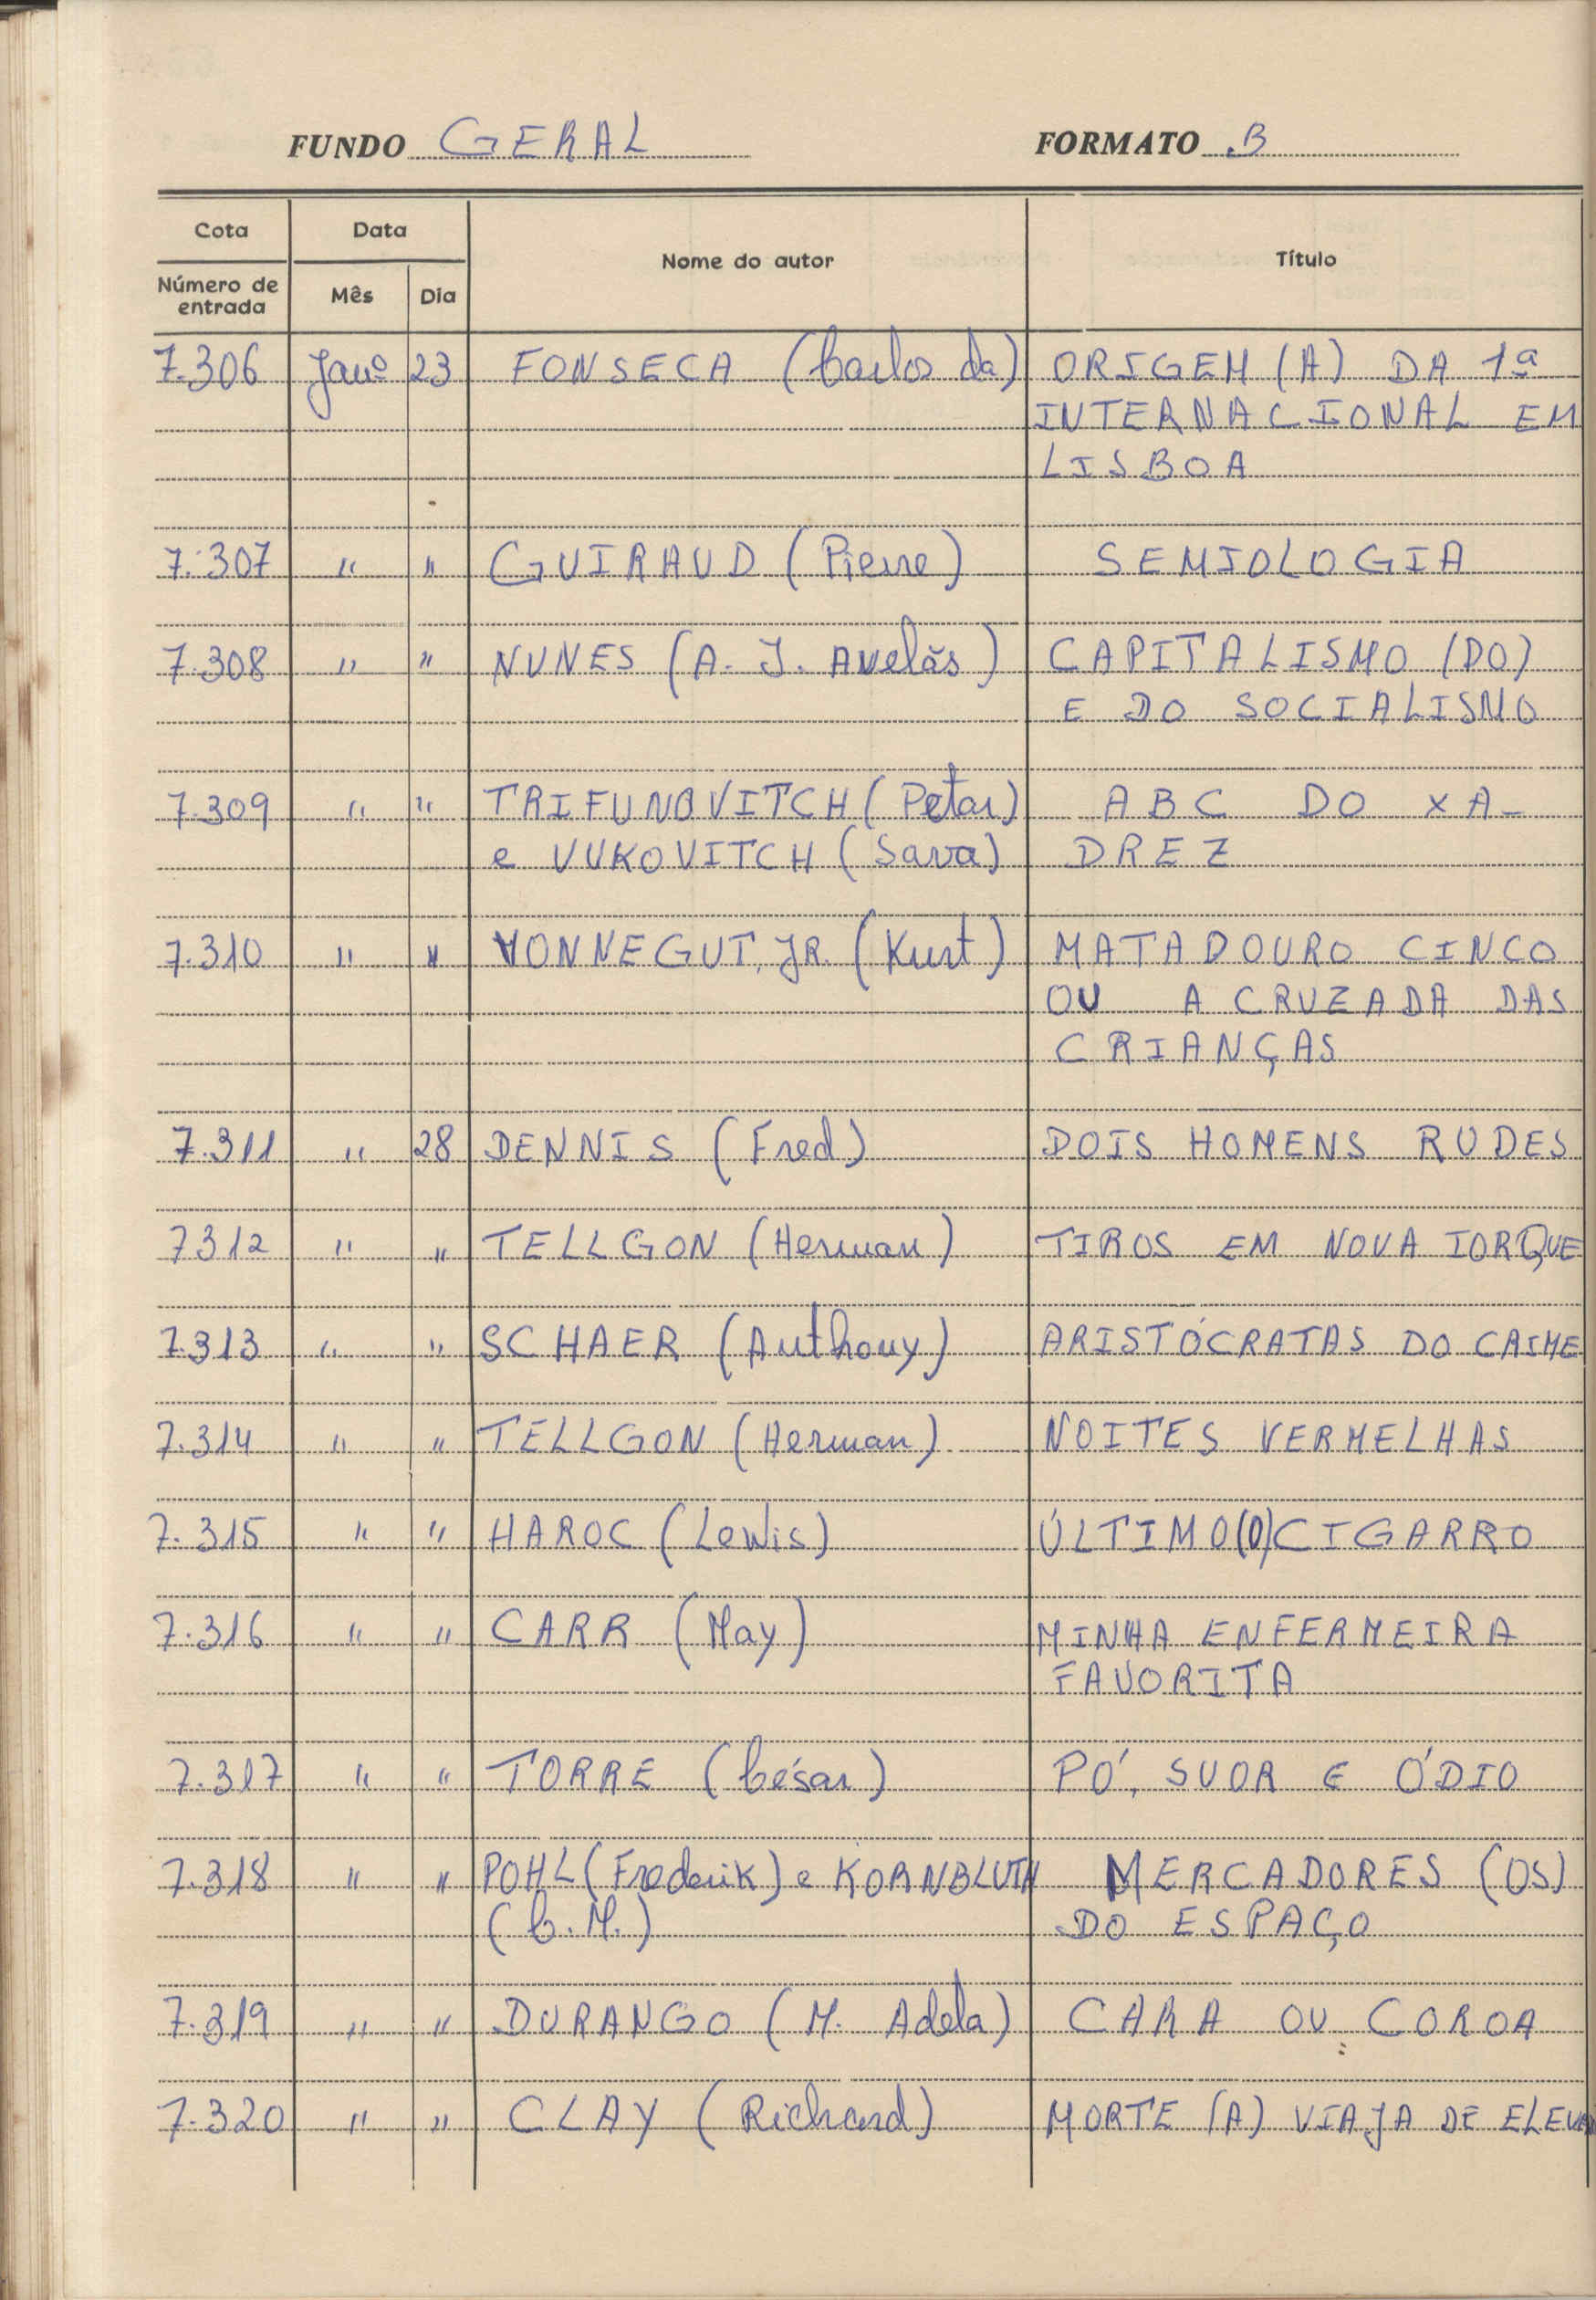 FUNDO GERAL FORMATO B
Cota Data Nome do autor Título
Número de entrada Mês Dia
7.306 Janº 23 FONSECA (Carlos da) ORIGEM (A) DA 1ª
INTERNACIONAL EM
LISBOA
7.307 " " GUIRAUD (Pierre) SEMIOLOGIA
7.308 " " NUNES (A. J. Avelãs) CAPITALISMO (DO)
E DO SOCIALISMO
7.309 " " TRIFUNOVITCH (Petar) ABC DO XA-
e VUKOVITCH (Sava) DREZ
7.310 " " VONNEGUT, JR. (Kurt) MATADOURO CINCO
OU A CRUZADA DAS
CRIANÇAS
7.311 " 28 DENNIS (Fred) DOIS HOMENS RUDES
7312 " " TELLGON (Herman) TIROS EM NOVA IORQUE
7313 " " SCHAER (Anthony) ARISTÓCRATAS DO CRIME
7.314 " " TELLGON (Herman) NOITES VERMELHAS
7.315 " " HAROC (Lewis) ÚLTIMO (O) CIGARRO
7.316 " " CARR (May) MINHA ENFERMEIRA
FAVORITA
7.317 " " TORRE (César) PÓ, SUOR E ÓDIO
7.318 " " POHL (Frederik) e KORNBLUTH MERCADORES (OS)
(C. M.) DO ESPAÇO
7.319 " " DURANGO (M. Adela) CARA OU COROA
7.320 " " CLAY (Richard) MORTE (A) VIAJA DE